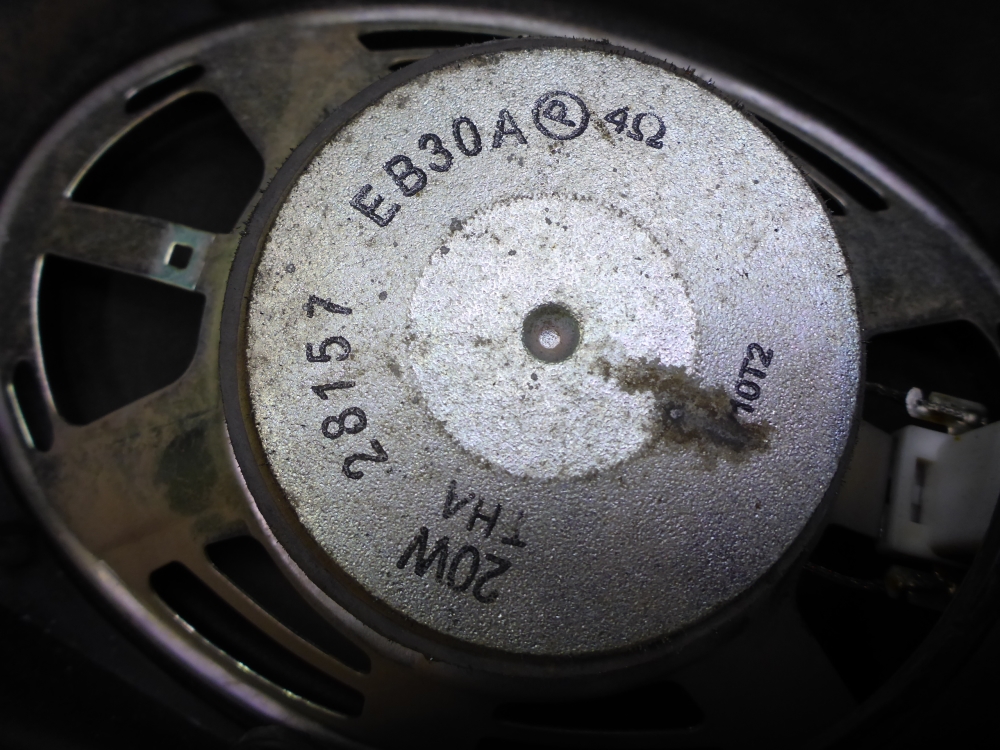 EB30A Ⓟ 4Ω
28157
20W
THA
10T2